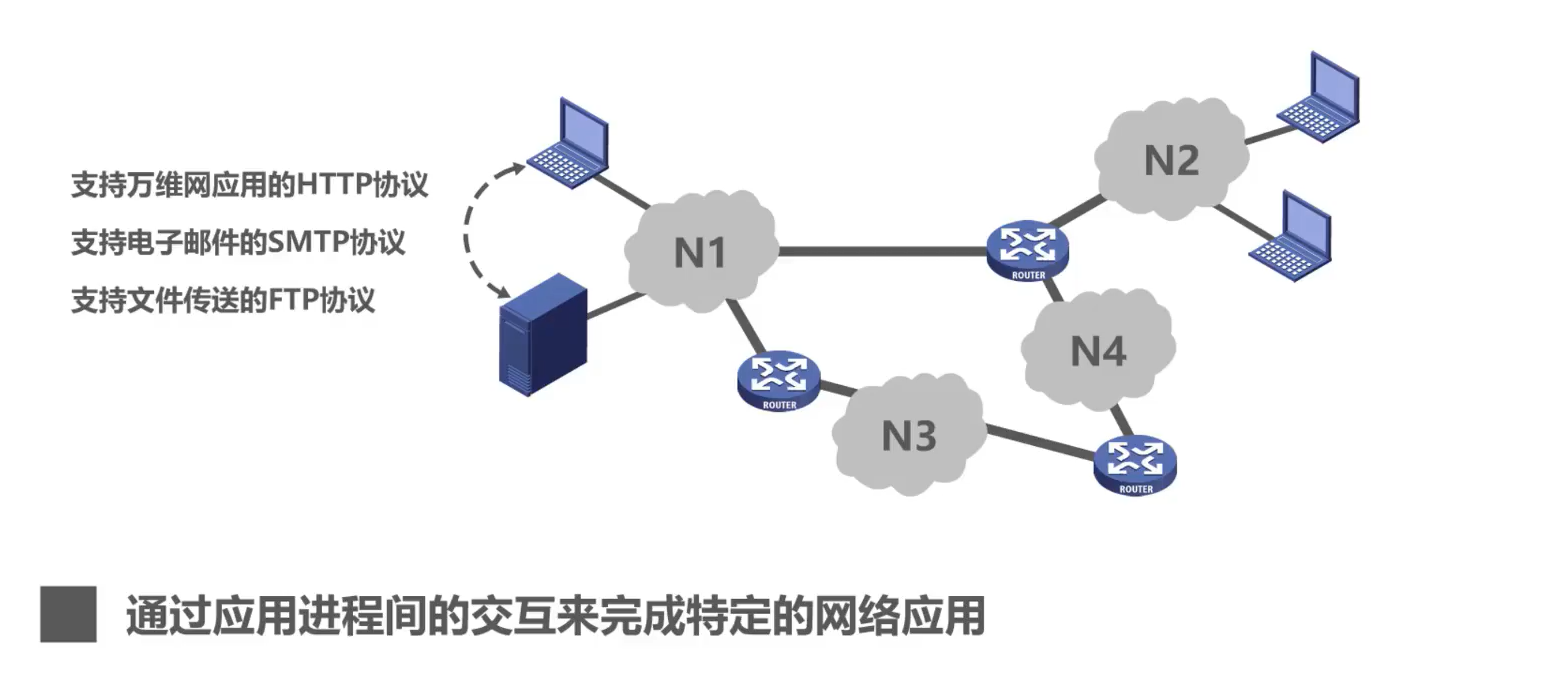 支持万维网应用的HTTP协议
支持电子邮件的SMTP协议
支持文件传送的FTP协议
N1
N2
ROUTER
N4
ROUTER
N3
ROUTER
通过应用进程间的交互来完成特定的网络应用